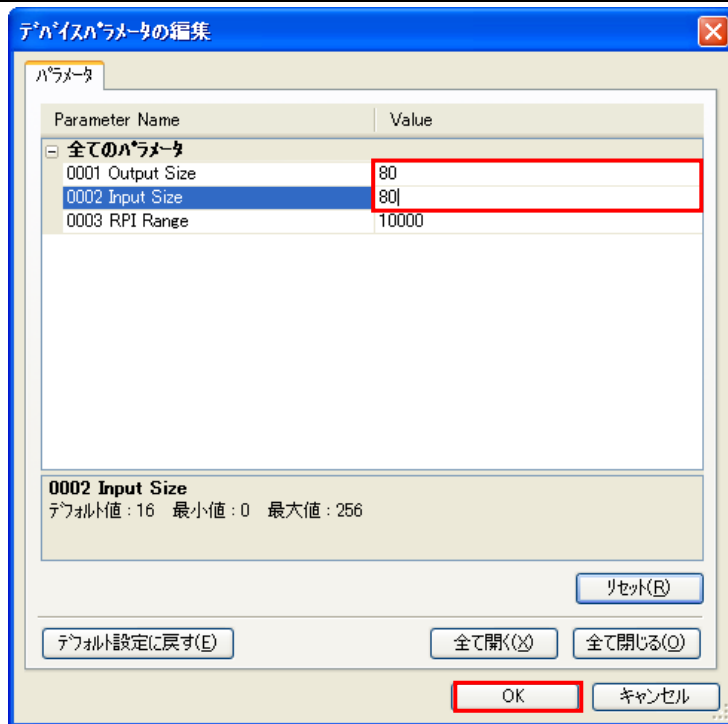 デバイスパラメータの編集
パラメータ
Parameter Name Value
全てのパラメータ
0001 Output Size 80
0002 Input Size 80
0003 RPI Range 10000
0002 Input Size
デフォルト値 : 16 最小値 : 0 最大値 : 256
リセット(R)
デフォルト設定に戻す(E) 全て開く(X) 全て閉じる(O)
OK キャンセル